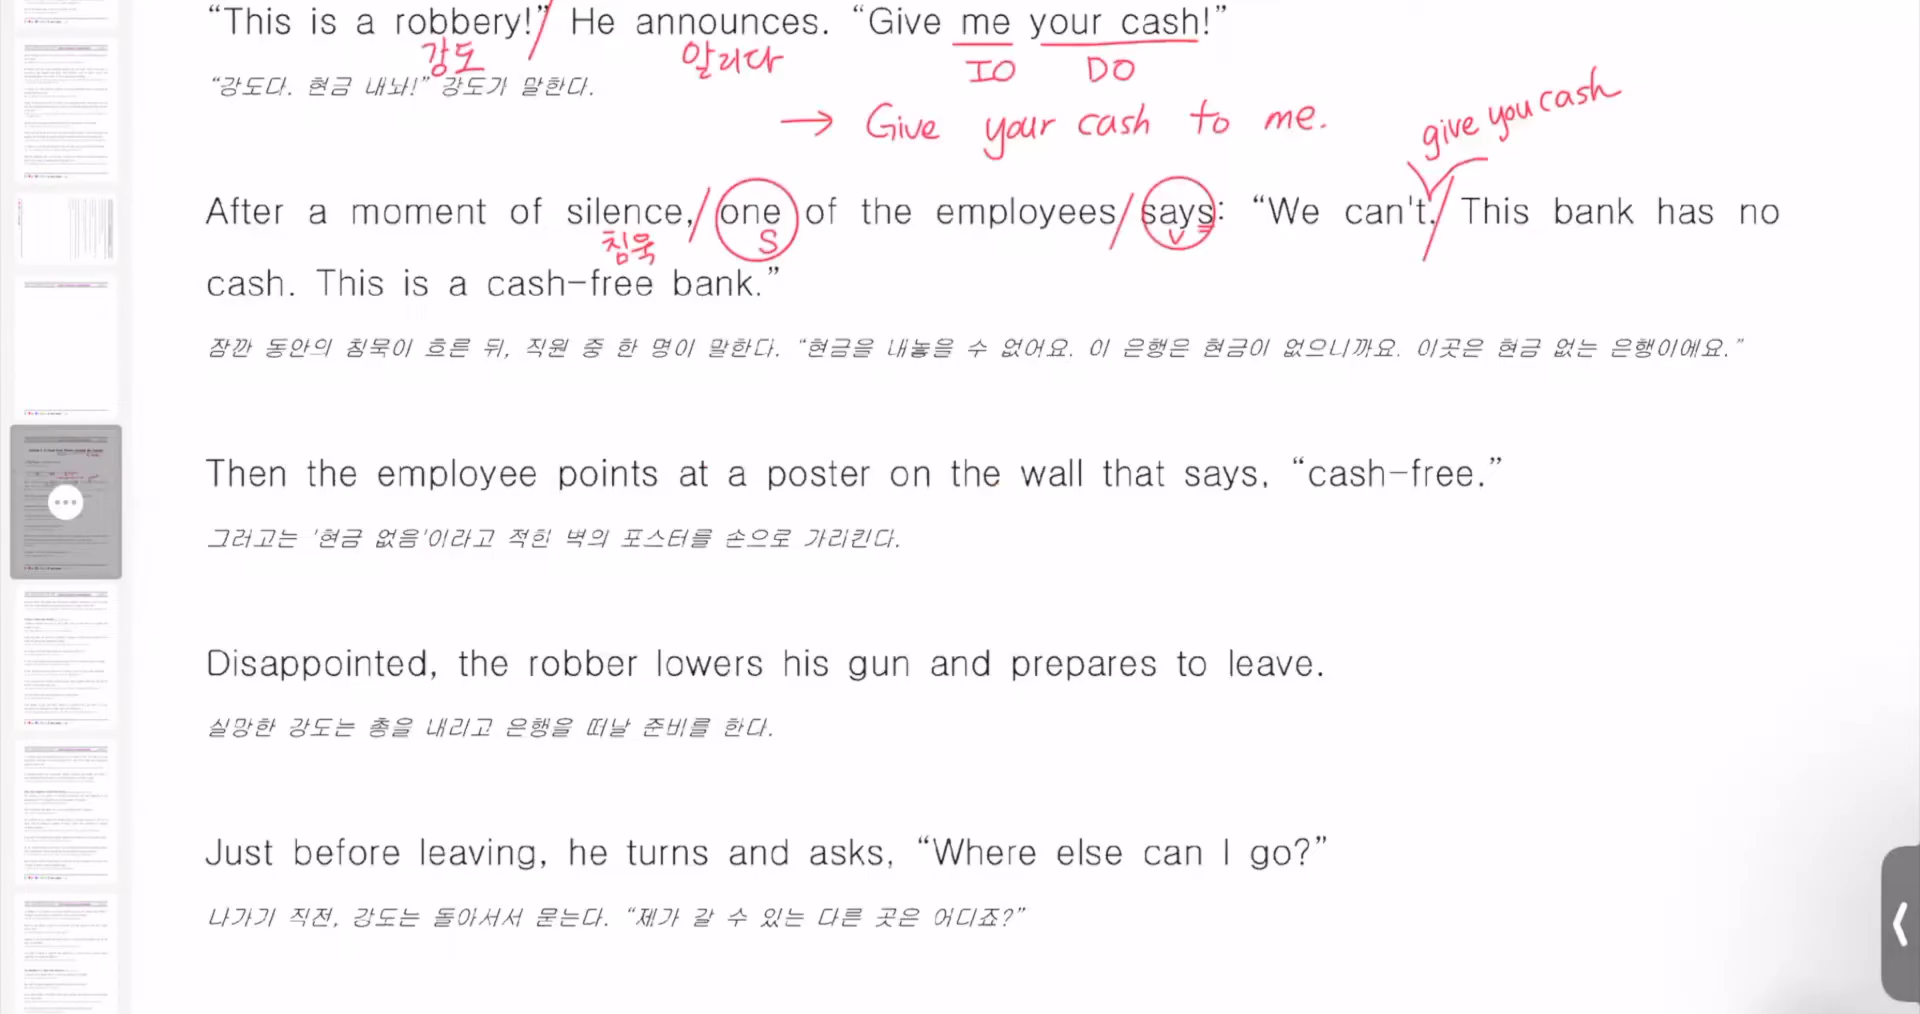 “This is a robbery!” He announces. “Give me your cash!”
강도 알리다 IO DO
“강도다. 현금 내놔!” 강도가 말한다.
→ Give your cash to me.
give you cash
After a moment of silence, one of the employees says: “We can't. This bank has no
침묵 S V
cash. This is a cash-free bank.”
잠깐 동안의 침묵이 흐른 뒤, 직원 중 한 명이 말한다. “현금을 내놓을 수 없어요. 이 은행은 현금이 없으니까요. 이곳은 현금 없는 은행이에요.”
Then the employee points at a poster on the wall that says, “cash-free.”
그러고는 '현금 없음'이라고 적힌 벽의 포스터를 손으로 가리킨다.
Disappointed, the robber lowers his gun and prepares to leave.
실망한 강도는 총을 내리고 은행을 떠날 준비를 한다.
Just before leaving, he turns and asks, “Where else can I go?”
나가기 직전, 강도는 돌아서서 묻는다. “제가 갈 수 있는 다른 곳은 어디죠?”